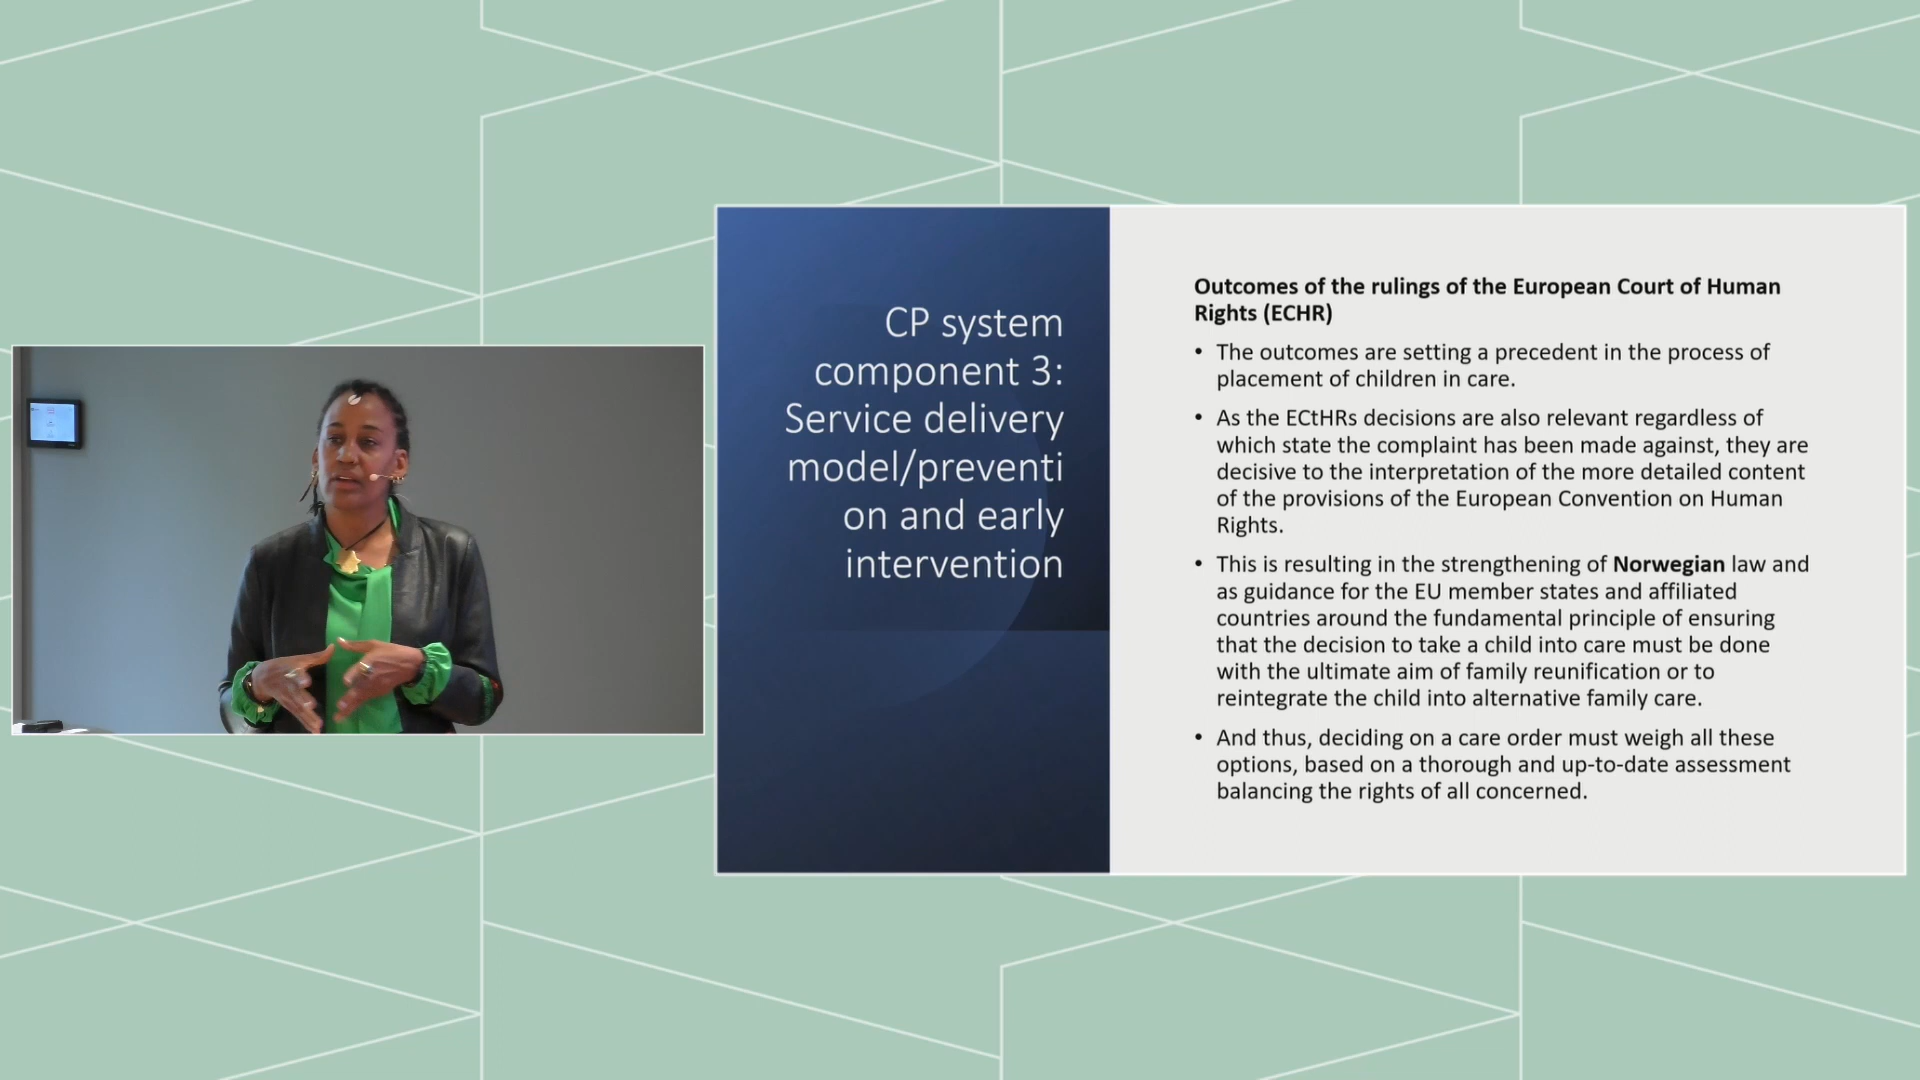 CP system
component 3:
Service delivery
model/preventi
on and early
intervention
Outcomes of the rulings of the European Court of Human
Rights (ECHR)
• The outcomes are setting a precedent in the process of
placement of children in care.
• As the ECtHRs decisions are also relevant regardless of
which state the complaint has been made against, they are
decisive to the interpretation of the more detailed content
of the provisions of the European Convention on Human
Rights.
• This is resulting in the strengthening of Norwegian law and
as guidance for the EU member states and affiliated
countries around the fundamental principle of ensuring
that the decision to take a child into care must be done
with the ultimate aim of family reunification or to
reintegrate the child into alternative family care.
• And thus, deciding on a care order must weigh all these
options, based on a thorough and up-to-date assessment
balancing the rights of all concerned.